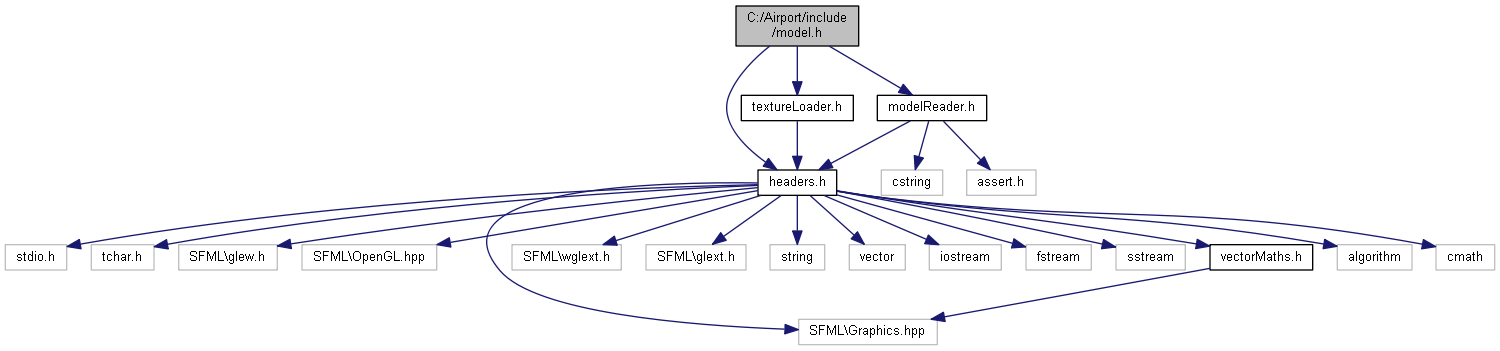 C:/Airport/include
/model.h
textureLoader.h
modelReader.h
headers.h
cstring
assert.h
stdio.h
tchar.h
SFML\glew.h
SFML\OpenGL.hpp
SFML\wglext.h
SFML\glext.h
string
vector
iostream
fstream
sstream
vectorMaths.h
algorithm
cmath
SFML\Graphics.hpp